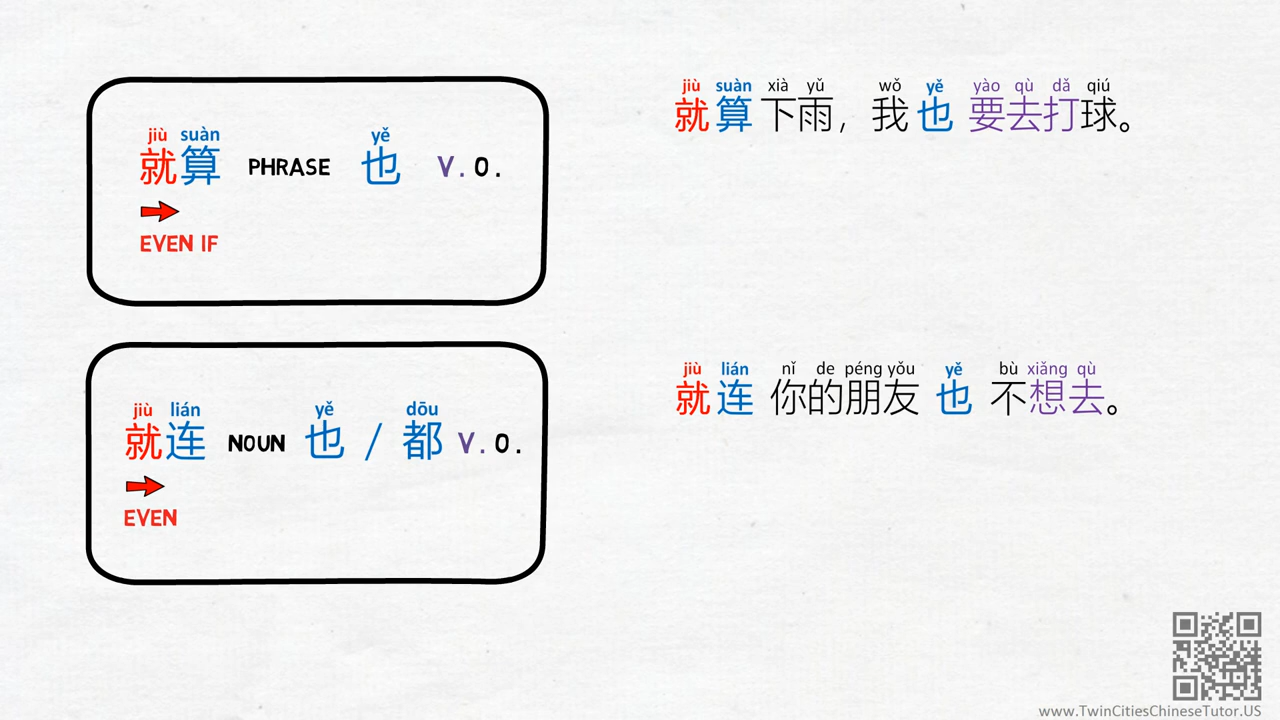 jiù suàn yě
就算 PHRASE 也 V. O.
EVEN IF
jiù suàn xià yǔ wǒ yě yào qù dǎ qiú
就算下雨，我也要去打球。
jiù lián yě dōu
就连 NOUN 也 / 都 V. O.
EVEN
jiù lián nǐ de péng yǒu yě bù xiǎng qù
就连你的朋友也不想去。
www.TwinCitiesChineseTutor.US